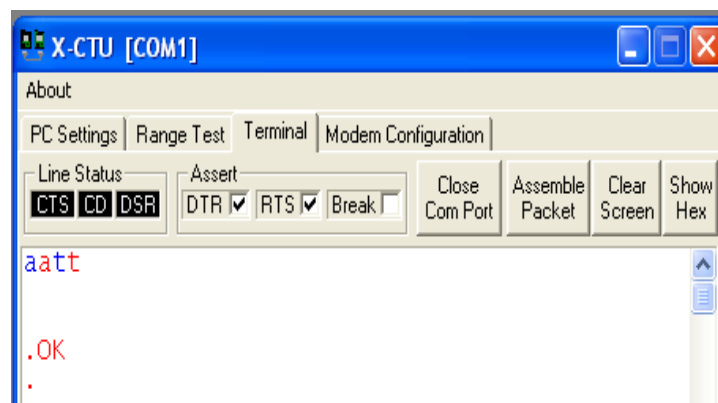 X-CTU [COM1]
About
PC Settings Range Test Terminal Modem Configuration
Line Status Assert
CTS CD DSR DTR RTS Break
Close Com Port Assemble Packet Clear Screen Show Hex
aatt
.OK
.